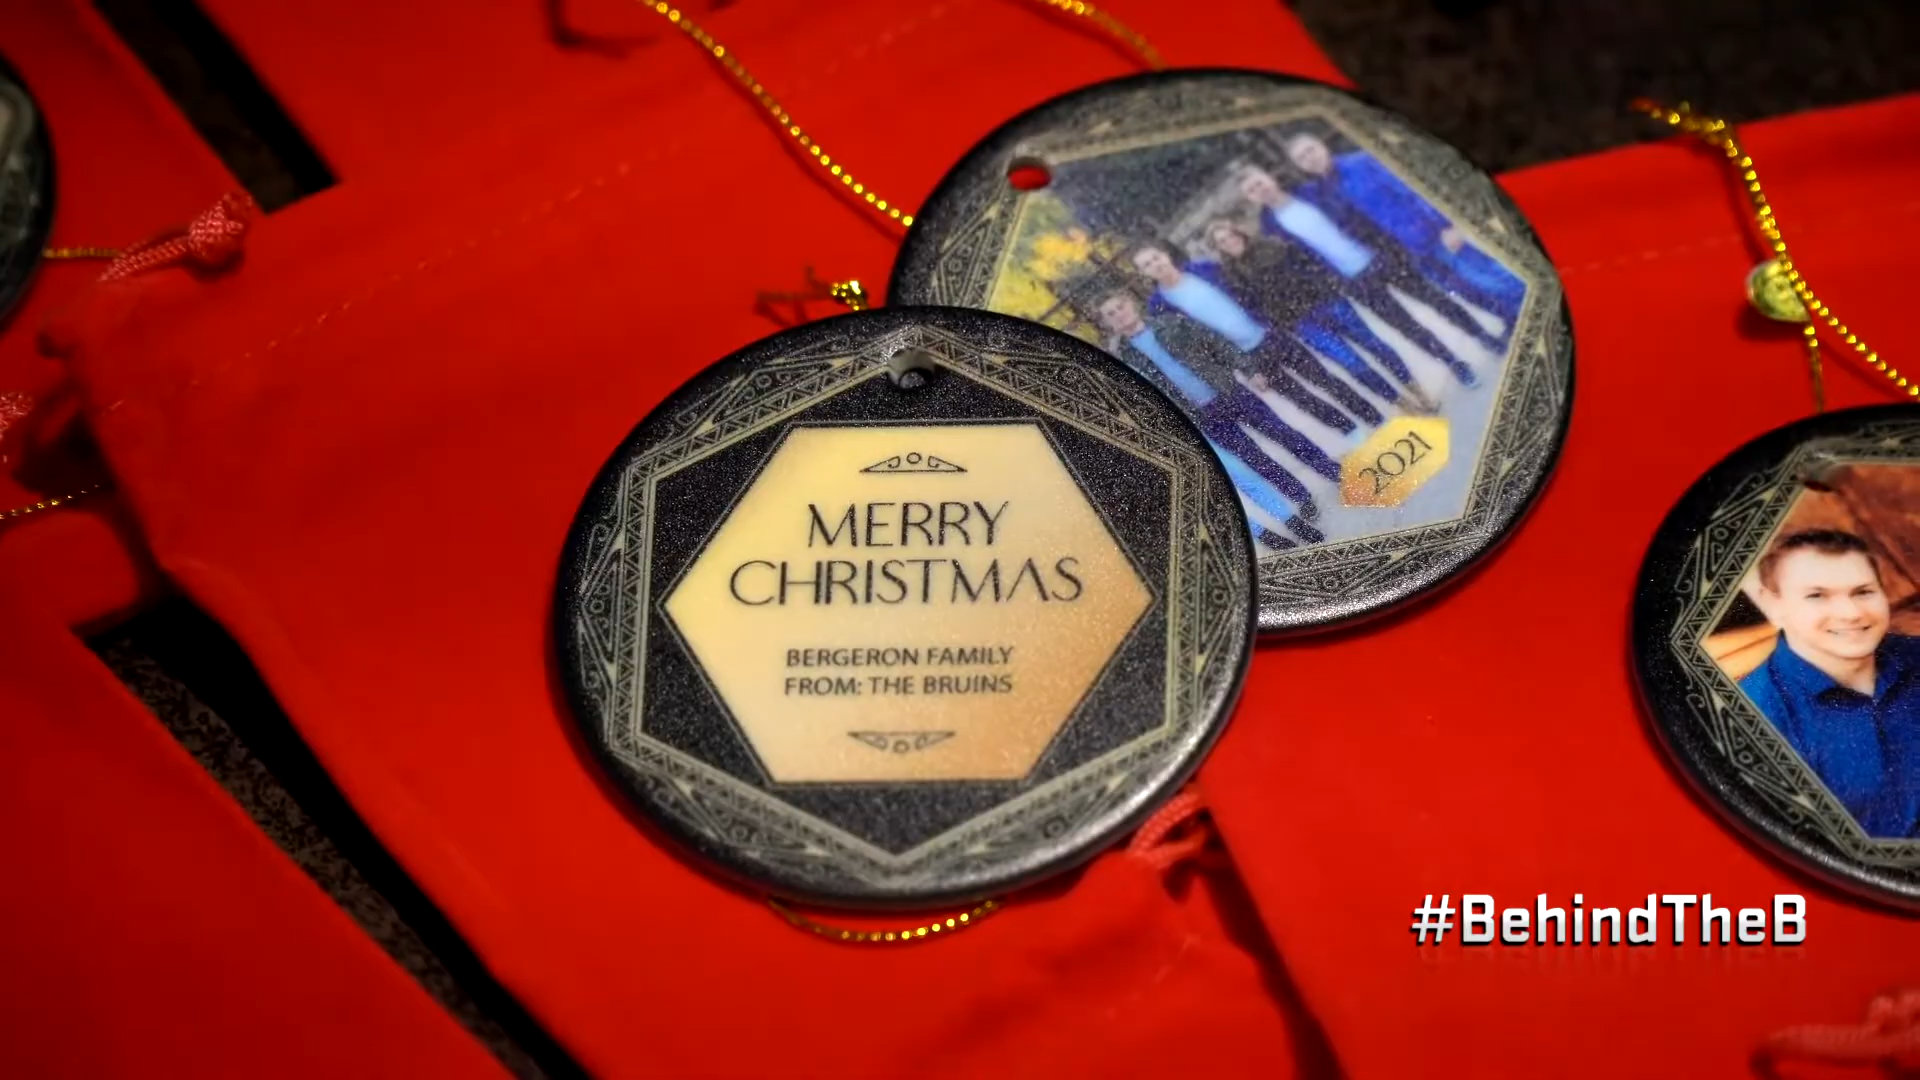 2021
MERRY
CHRISTMAS
BERGERON FAMILY
FROM: THE BRUINS
#BehindTheB